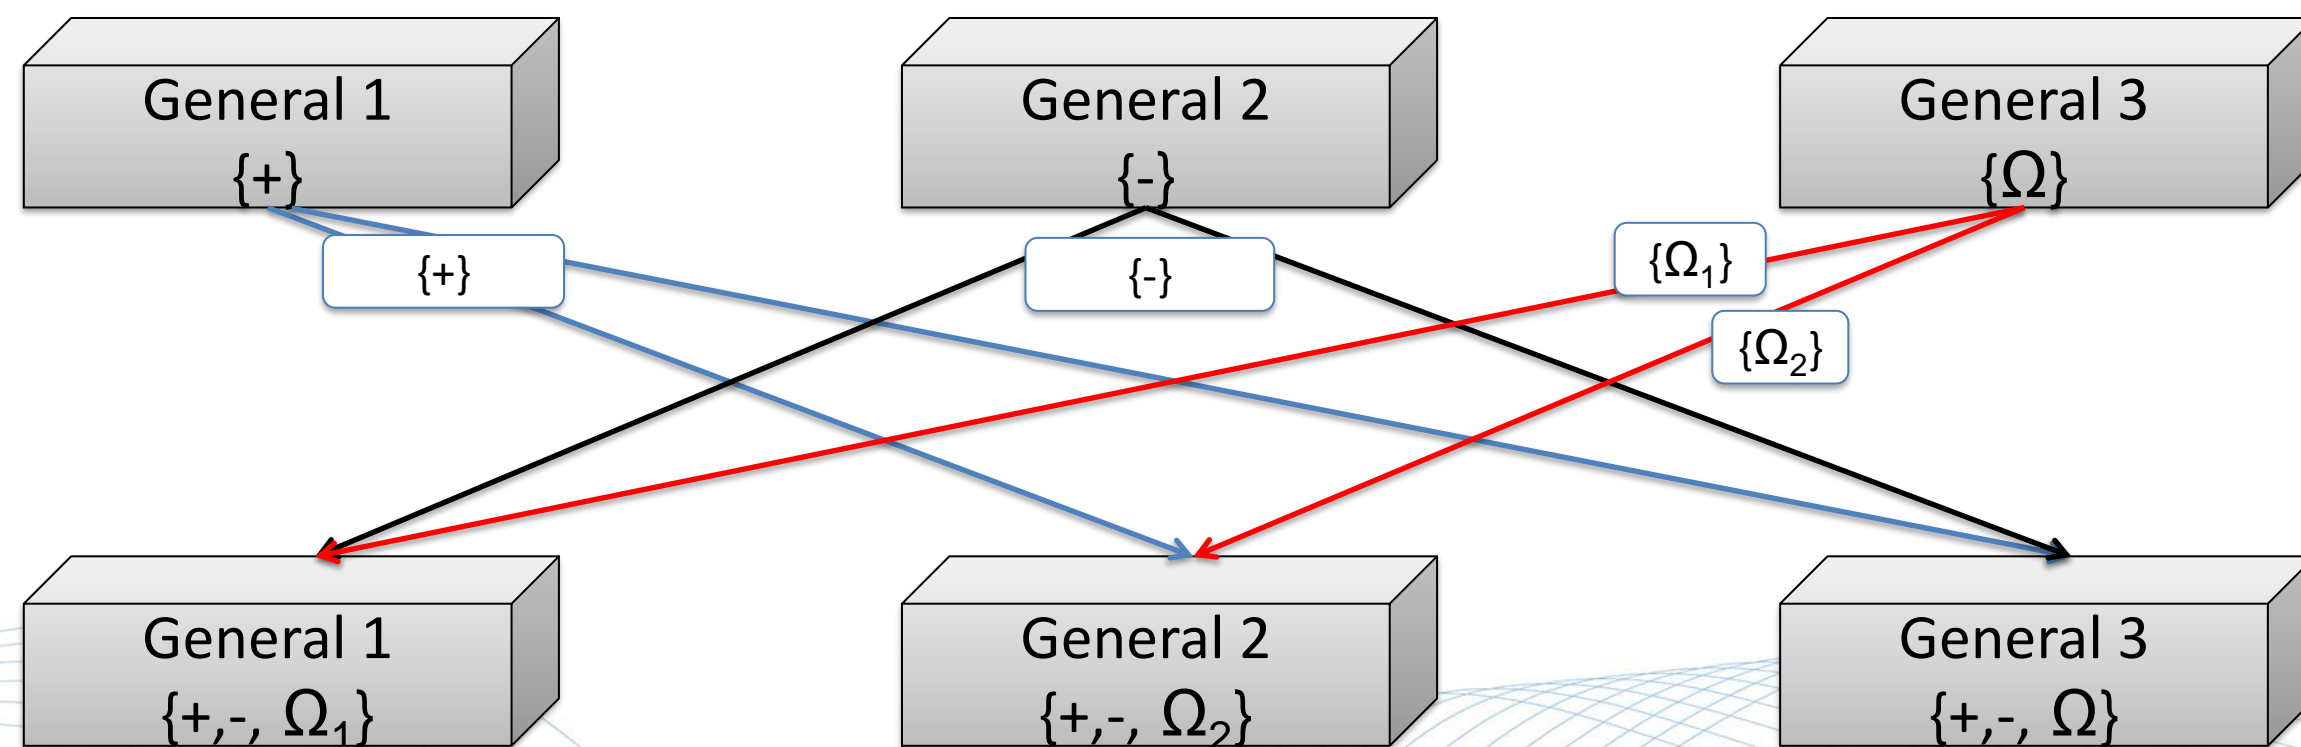 General 1
{+}
General 2
{-}
General 3
{Ω}
{+}
{-}
{Ω₁}
{Ω₂}
General 1
{+,-, Ω₁}
General 2
{+,-, Ω₂}
General 3
{+,-, Ω}